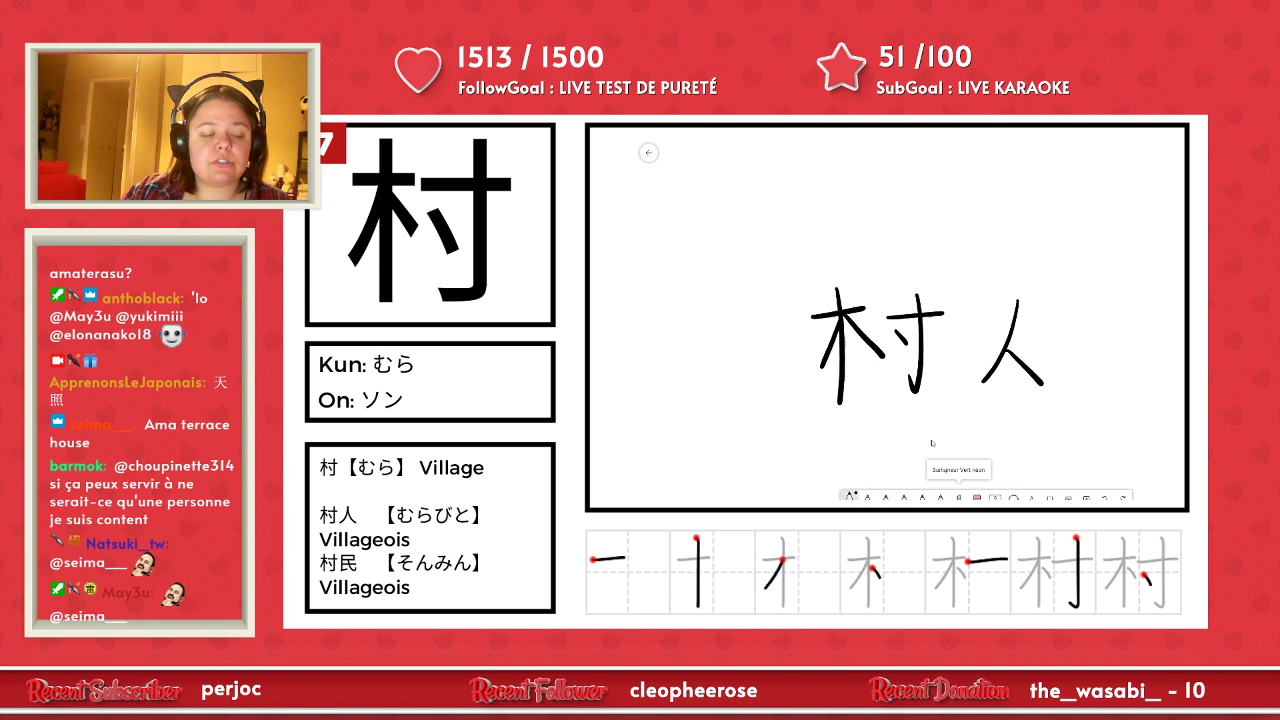 1513 / 1500
FollowGoal : LIVE TEST DE PURETÉ
51 /100
SubGoal : LIVE KARAOKE
7
村
Kun: むら
On: ソン
村【むら】 Village
村人 【むらびと】
Villageois
村民 【そんみん】
Villageois
村人
Surligneur Vert néon
amaterasu?
anthoblack: 'lo
@May3u @yukimiii
@elonanako18
ApprenonsLeJaponais: 天
照
seima___: Ama terrace
house
barmok: @choupinette314
si ça peux servir à ne
serait-ce qu'une personne
je suis content
Natsuki_tw:
@seima___
May3u:
@seima___
Recent Subscriber perjoc
Recent Follower cleopheerose
Recent Donation the_wasabi_ - 10